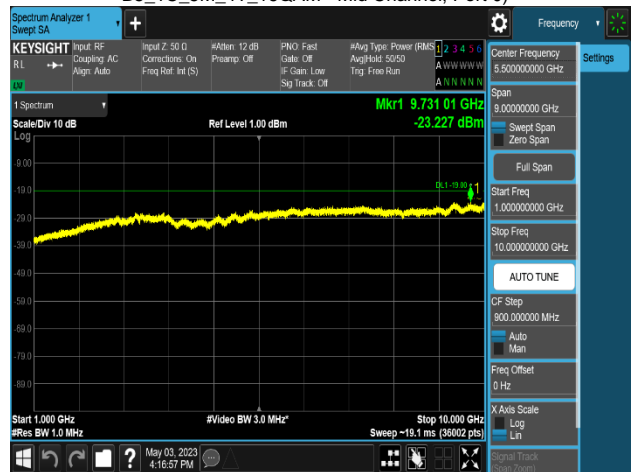 Spectrum Analyzer 1
Swept SA
+
Frequency
KEYSIGHT
R L
LXI
Input: RF
Coupling: AC
Align: Auto
Input Z: 50 Ω
Corrections: On
Freq Ref: Int (S)
#Atten: 12 dB
Preamp: Off
PNO: Fast
Gate: Off
IF Gain: Low
Sig Track: Off
#Avg Type: Power (RMS
Avg|Hold: 50/50
Trig: Free Run
1 2 3 4 5 6
A W W W W W
A N N N N N
Settings
1 Spectrum
Scale/Div 10 dB
Log
Ref Level 1.00 dBm
Mkr1 9.731 01 GHz
-23.227 dBm
DL1 -19.00
1
-9.00
-19.0
-29.0
-39.0
-49.0
-59.0
-69.0
-79.0
-89.0
Start 1.000 GHz
#Res BW 1.0 MHz
#Video BW 3.0 MHz*
Stop 10.000 GHz
Sweep ~19.1 ms (36002 pts)
Center Frequency
5.500000000 GHz
Span
9.00000000 GHz
Swept Span
Zero Span
Full Span
Start Freq
1.000000000 GHz
Stop Freq
10.000000000 GHz
AUTO TUNE
CF Step
900.000000 MHz
Auto
Man
Freq Offset
0 Hz
X Axis Scale
Log
Lin
Signal Track
(Span Zoom)
?
May 03, 2023
4:16:57 PM